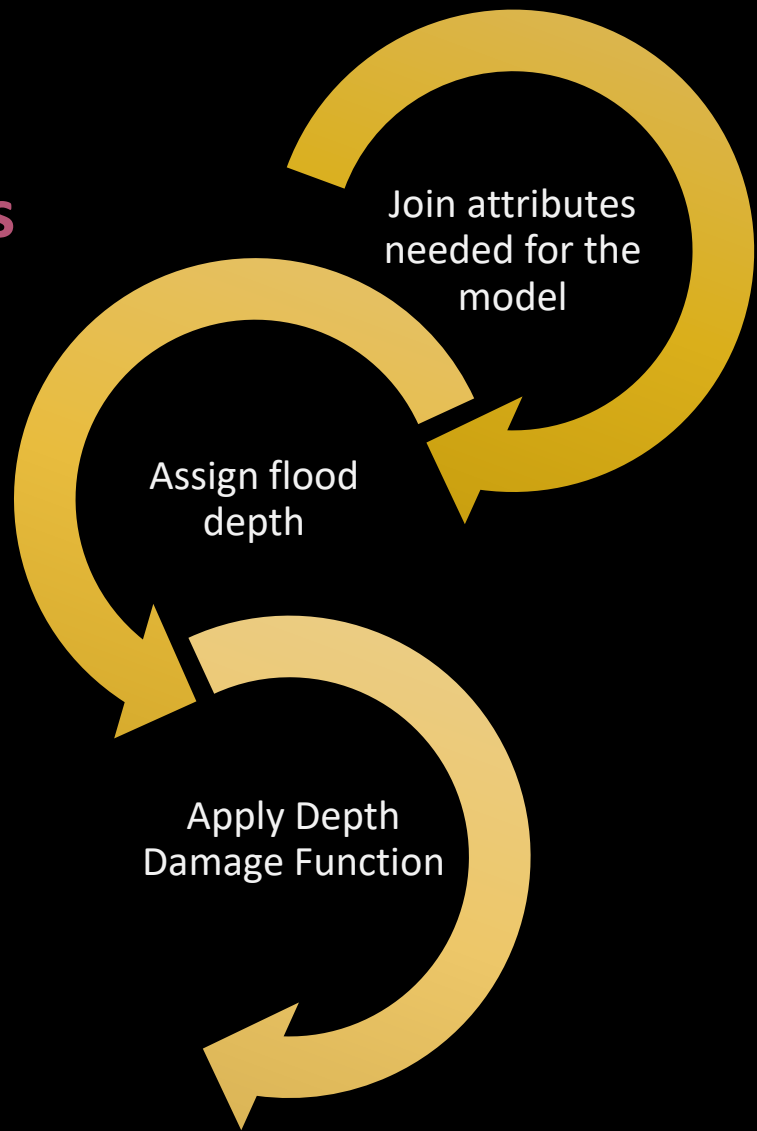 s
Join attributes
needed for the
model
Assign flood
depth
Apply Depth
Damage Function